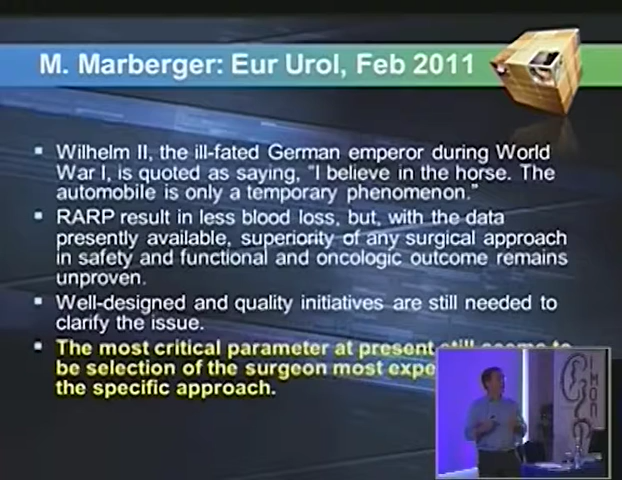 M. Marberger: Eur Urol, Feb 2011
Wilhelm II, the ill-fated German emperor during World
War I, is quoted as saying, "I believe in the horse. The
automobile is only a temporary phenomenon."
RARP result in less blood loss, but, with the data
presently available, superiority of any surgical approach
in safety and functional and oncologic outcome remains
unproven.
Well-designed and quality initiatives are still needed to
clarify the issue.
The most critical parameter at present still seems to
be selection of the surgeon most
the specific approach.